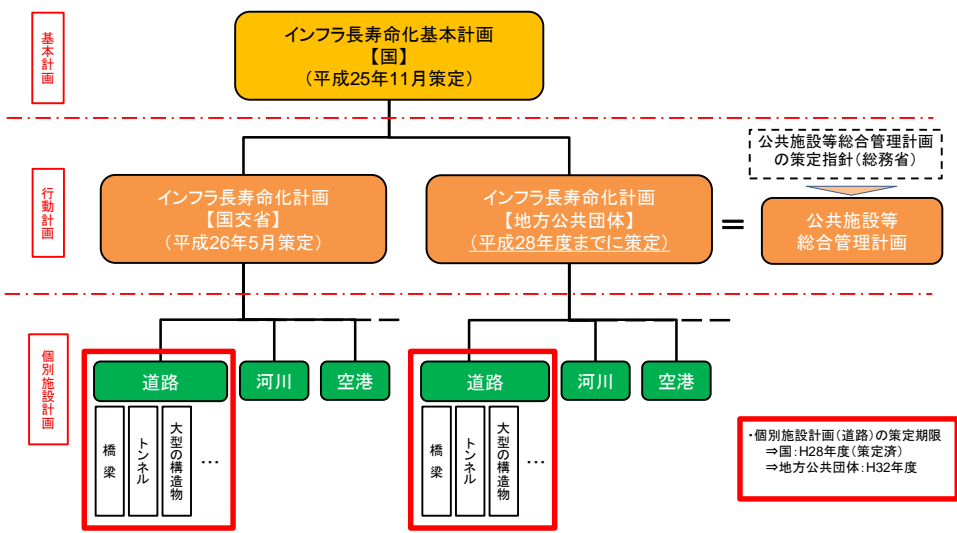 基本計画
インフラ長寿命化基本計画
【国】
（平成25年11月策定）
公共施設等総合管理計画
の策定指針（総務省）
行動計画
インフラ長寿命化計画
【国交省】
（平成26年5月策定）
インフラ長寿命化計画
【地方公共団体】
（平成28年度までに策定）
＝
公共施設等
総合管理計画
個別施設計画
道路
河川
空港
道路
河川
空港
橋梁
トンネル
大型の構造物
…
橋梁
トンネル
大型の構造物
…
・個別施設計画（道路）の策定期限
⇒国：H28年度（策定済）
⇒地方公共団体：H32年度